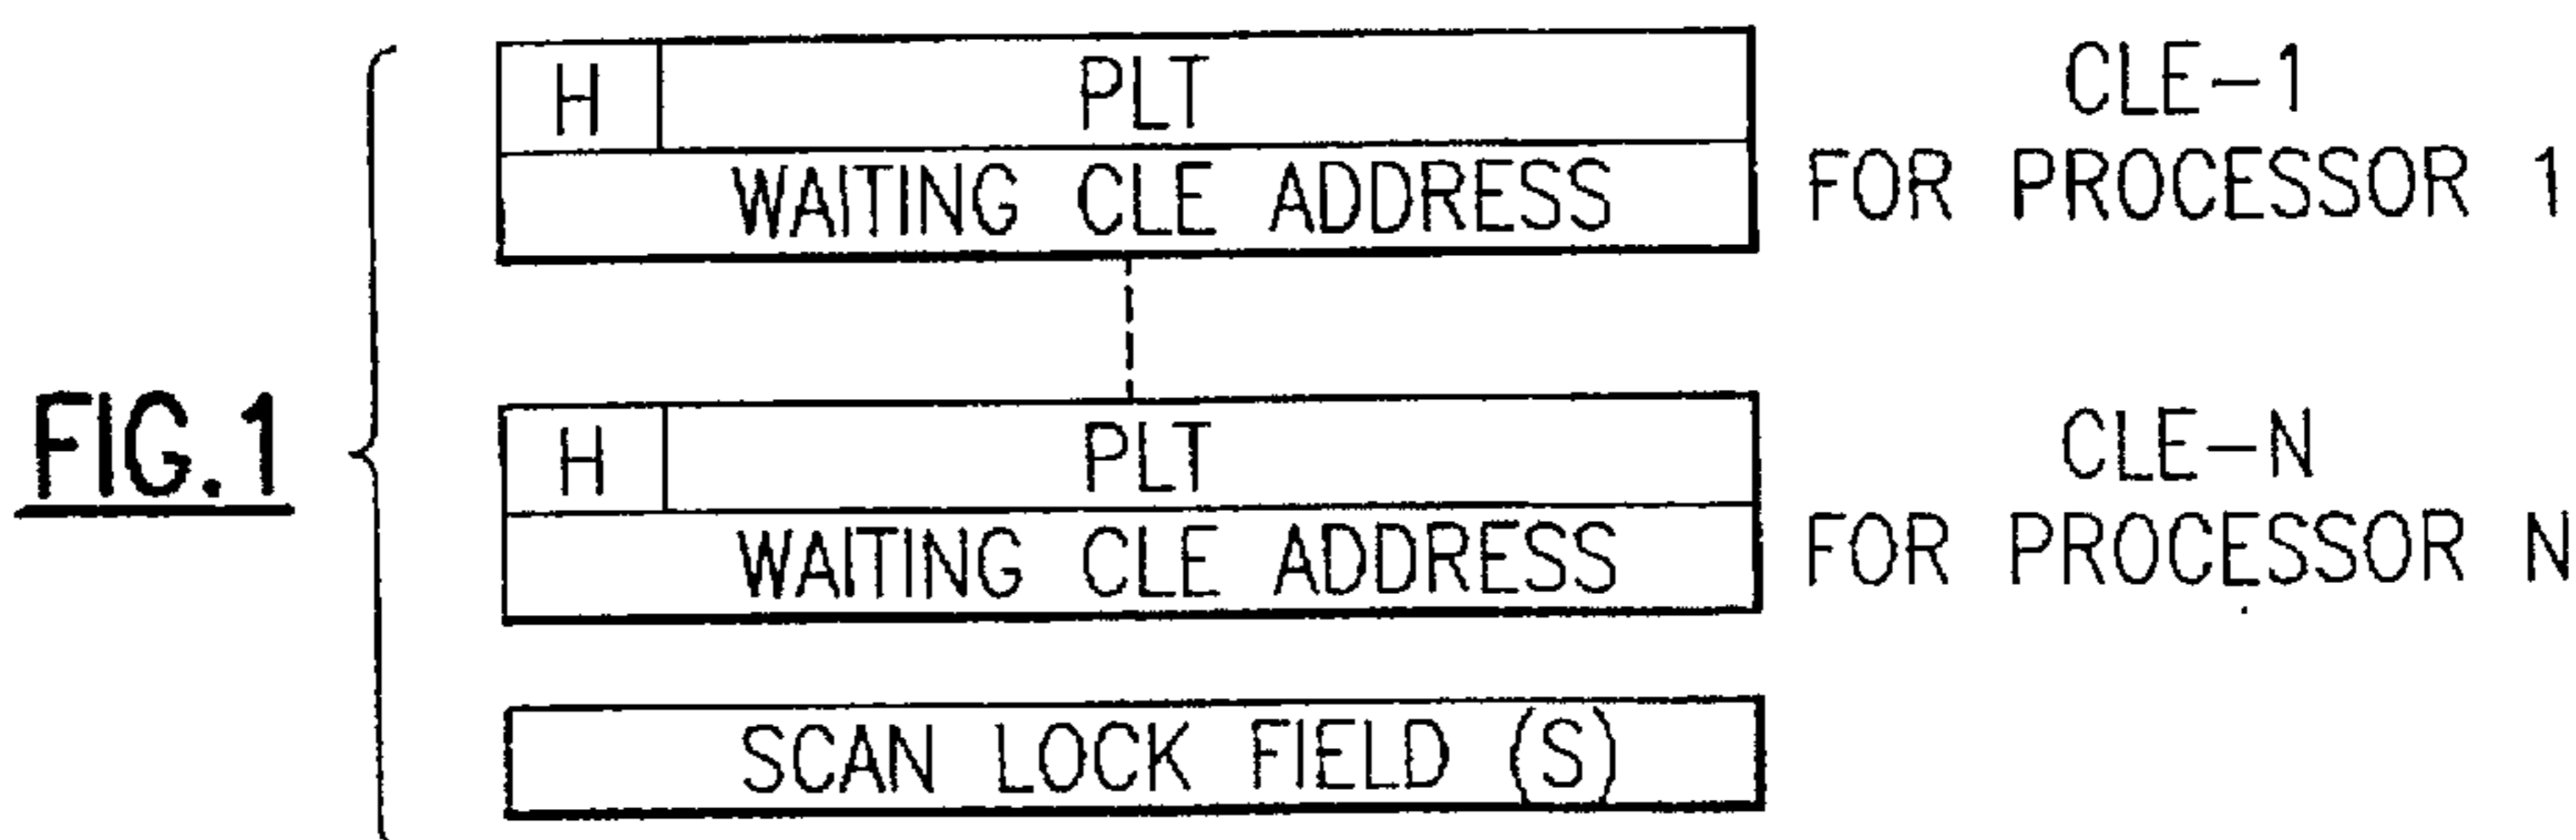 FIG.1
H PLT
WAITING CLE ADDRESS
CLE-1
FOR PROCESSOR 1
H PLT
WAITING CLE ADDRESS
CLE-N
FOR PROCESSOR N
SCAN LOCK FIELD (S)